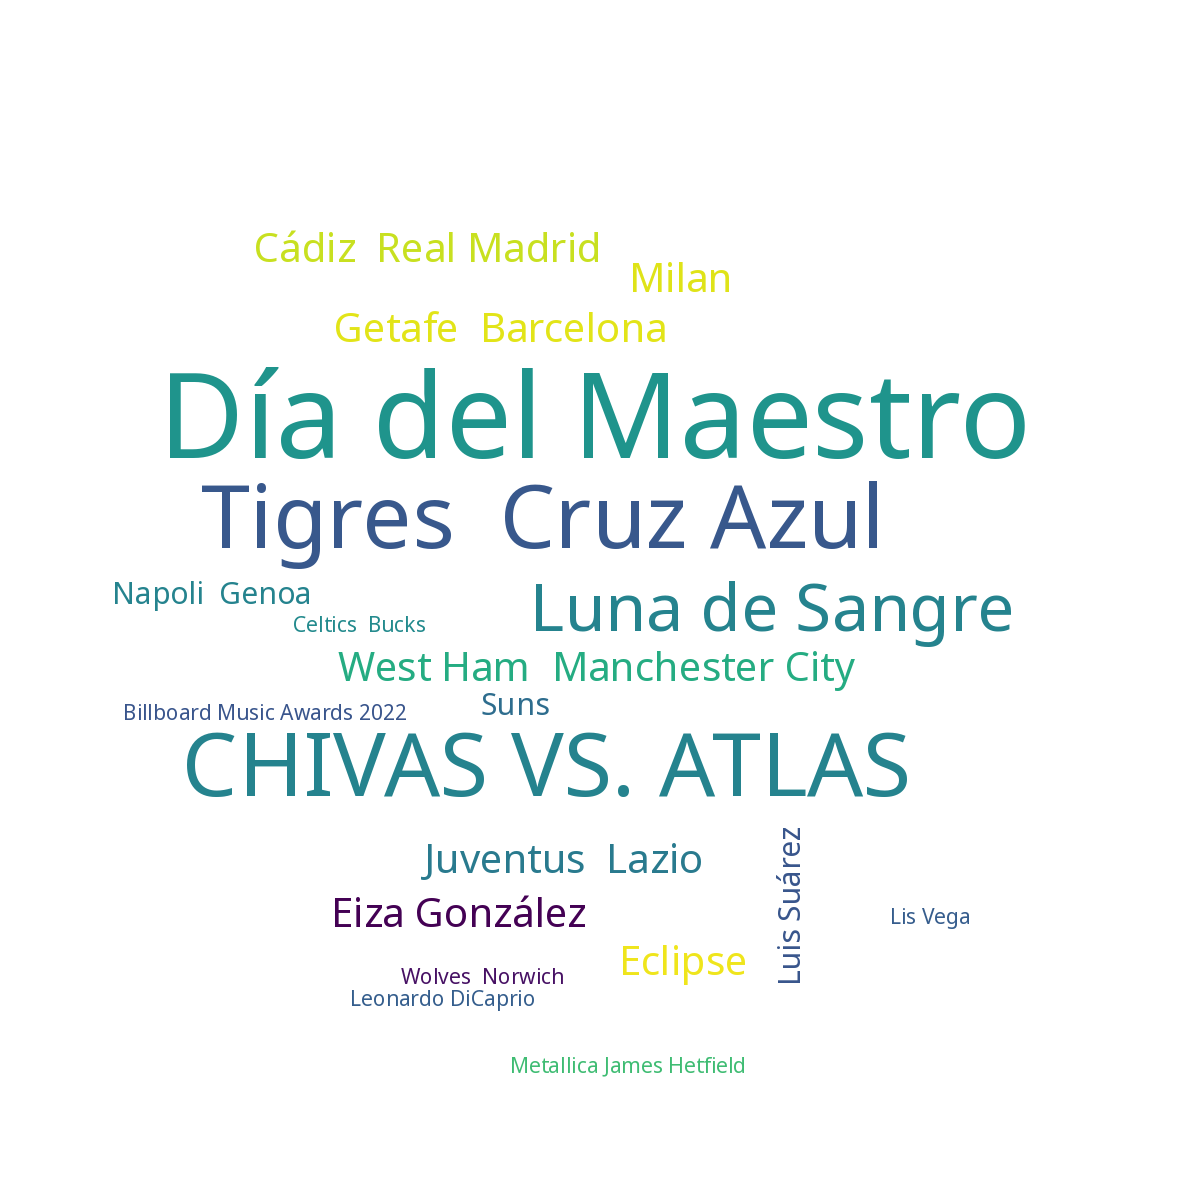 Cádiz  Real Madrid
Milan
Getafe  Barcelona
Día del Maestro
Tigres  Cruz Azul
Napoli  Genoa
Luna de Sangre
Celtics  Bucks
West Ham  Manchester City
Suns
Billboard Music Awards 2022
CHIVAS VS. ATLAS
Juventus  Lazio
Luis Suárez
Eiza González
Lis Vega
Eclipse
Wolves  Norwich
Leonardo DiCaprio
Metallica James Hetfield